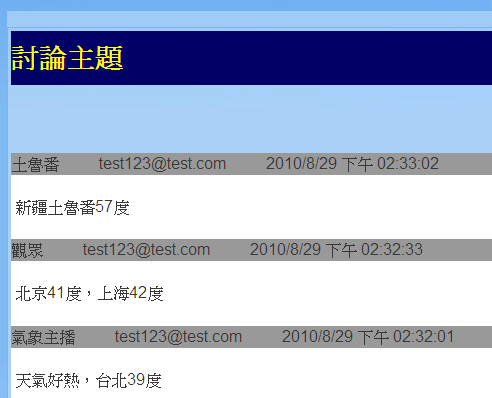 討論主題
土魯番 test123@test.com 2010/8/29 下午 02:33:02
新疆土魯番57度
觀眾 test123@test.com 2010/8/29 下午 02:32:33
北京41度，上海42度
氣象主播 test123@test.com 2010/8/29 下午 02:32:01
天氣好熱，台北39度